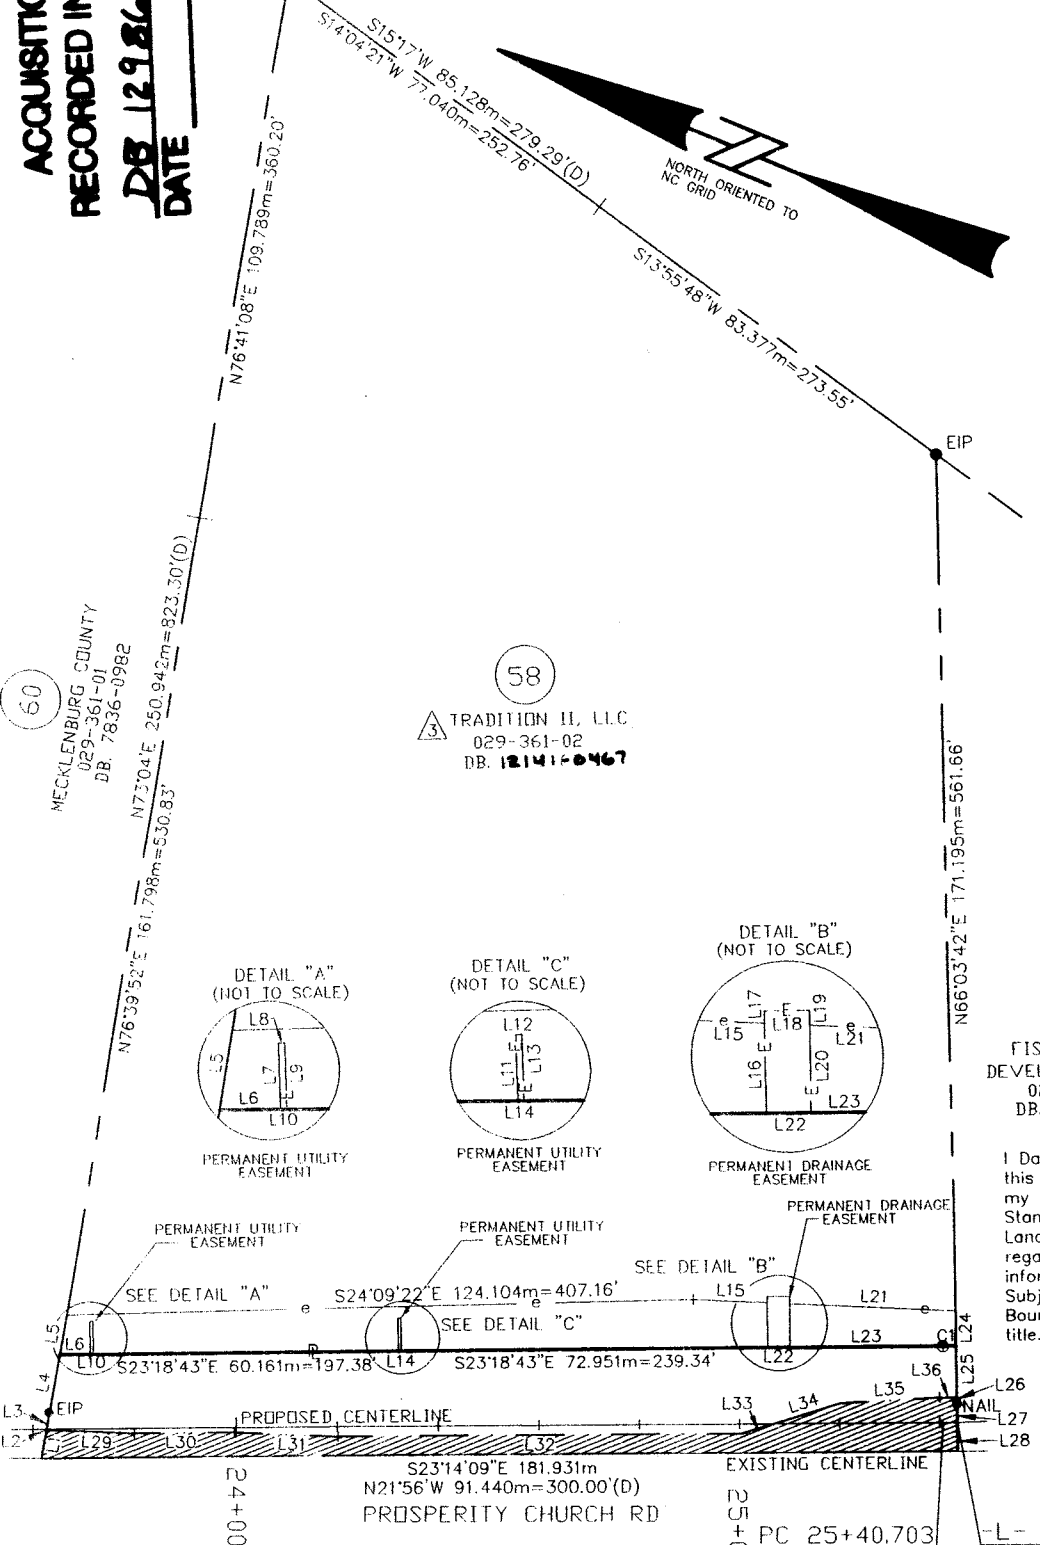 ACQUISITIO
RECORDED IN
DB 12986
DATE
S15°17'W 85.128m=279.29'(D)
S14°04'21"W 77.040m=252.76'
NORTH ORIENTED TO
NC GRID
N76°41'08"E 109.789m=360.20'
S13°55'48"W 83.377m=273.55'
EIP
60
MECKLENBURG COUNTY
029-361-01
DB. 7836-0982
N73°04'E 250.942m=823.30'(D)
N76°39'52"E 161.798m=530.83'
58
3
TRADITION II, LLC
029-361-02
DB. 12141-0467
N66°03'42"E 171.195m=561.66'
DETAIL "A"
(NOT TO SCALE)
L8
L5
L7
L9
L6
E
L10
PERMANENT UTILITY
EASEMENT
DETAIL "C"
(NOT TO SCALE)
L12
E
L11
L13
E
L14
PERMANENT UTILITY
EASEMENT
DETAIL "B"
(NOT TO SCALE)
L17
E
L19
e
L15
L18
e
L21
E
L16
L20
E
L23
L22
PERMANENT DRAINAGE
EASEMENT
FIS
DEVE
DB.
I Da
this
my
Stan
Land
rega
infor
Subj
Boun
title.
PERMANENT UTILITY
EASEMENT
PERMANENT UTILITY
EASEMENT
PERMANENT DRAINAGE
EASEMENT
SEE DETAIL "A"
SEE DETAIL "B"
S24°09'22"E 124.104m=407.16'
e
e
L15
L21
e
SEE DETAIL "C"
L5
L6
L10
S23°18'43"E 60.161m=197.38'
L14
S23°18'43"E 72.951m=239.34'
L22
L23
C1
L24
L4
L25
L36
L26
L3
EIP
PROPOSED CENTERLINE
L33
L34
L35
NAIL
L27
L2
L29
L30
L31
L32
L28
S23°14'09"E 181.931m
EXISTING CENTERLINE
N21°56'W 91.440m=300.00'(D)
PROSPERITY CHURCH RD
24+00
25+
PC 25+40.703
-L-